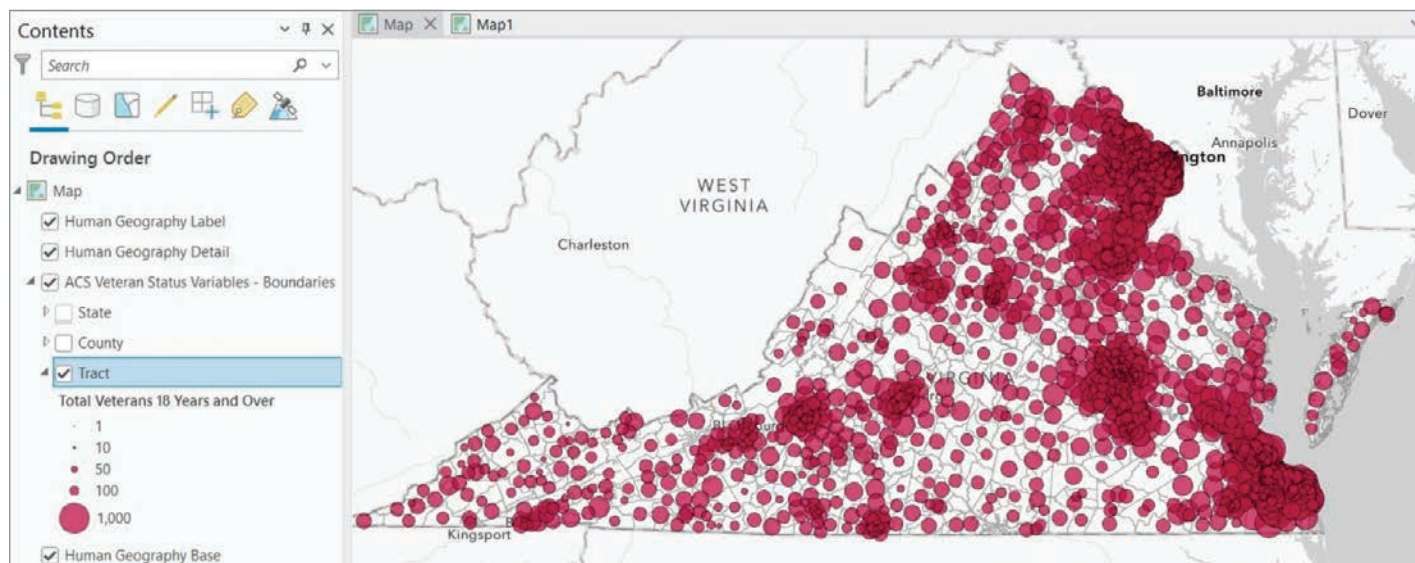 Contents
Search
Drawing Order
Map
Human Geography Label
Human Geography Detail
ACS Veteran Status Variables - Boundaries
State
County
Tract
Total Veterans 18 Years and Over
1
10
50
100
1,000
Human Geography Base
Map
Map1
Baltimore
Dover
Annapolis
WEST
VIRGINIA
Charleston
VIRGINIA
Kingsport